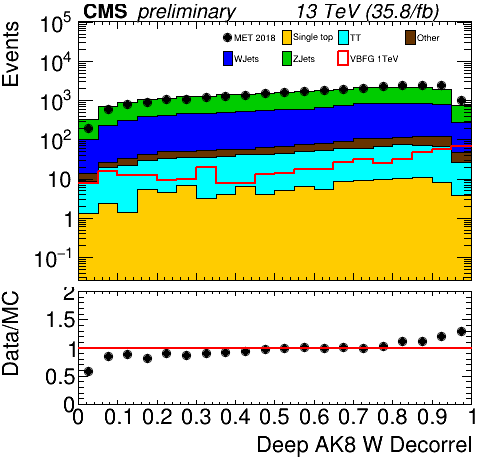 CMS preliminary 13 TeV (35.8/fb)
Events
10^5
10^4
10^3
10^2
10
1
10^−1
MET 2018 Single top TT Other
WJets ZJets VBFG 1TeV
Data/MC
2
1.5
1
0.5
0
0 0.1 0.2 0.3 0.4 0.5 0.6 0.7 0.8 0.9 1
Deep AK8 W Decorrel